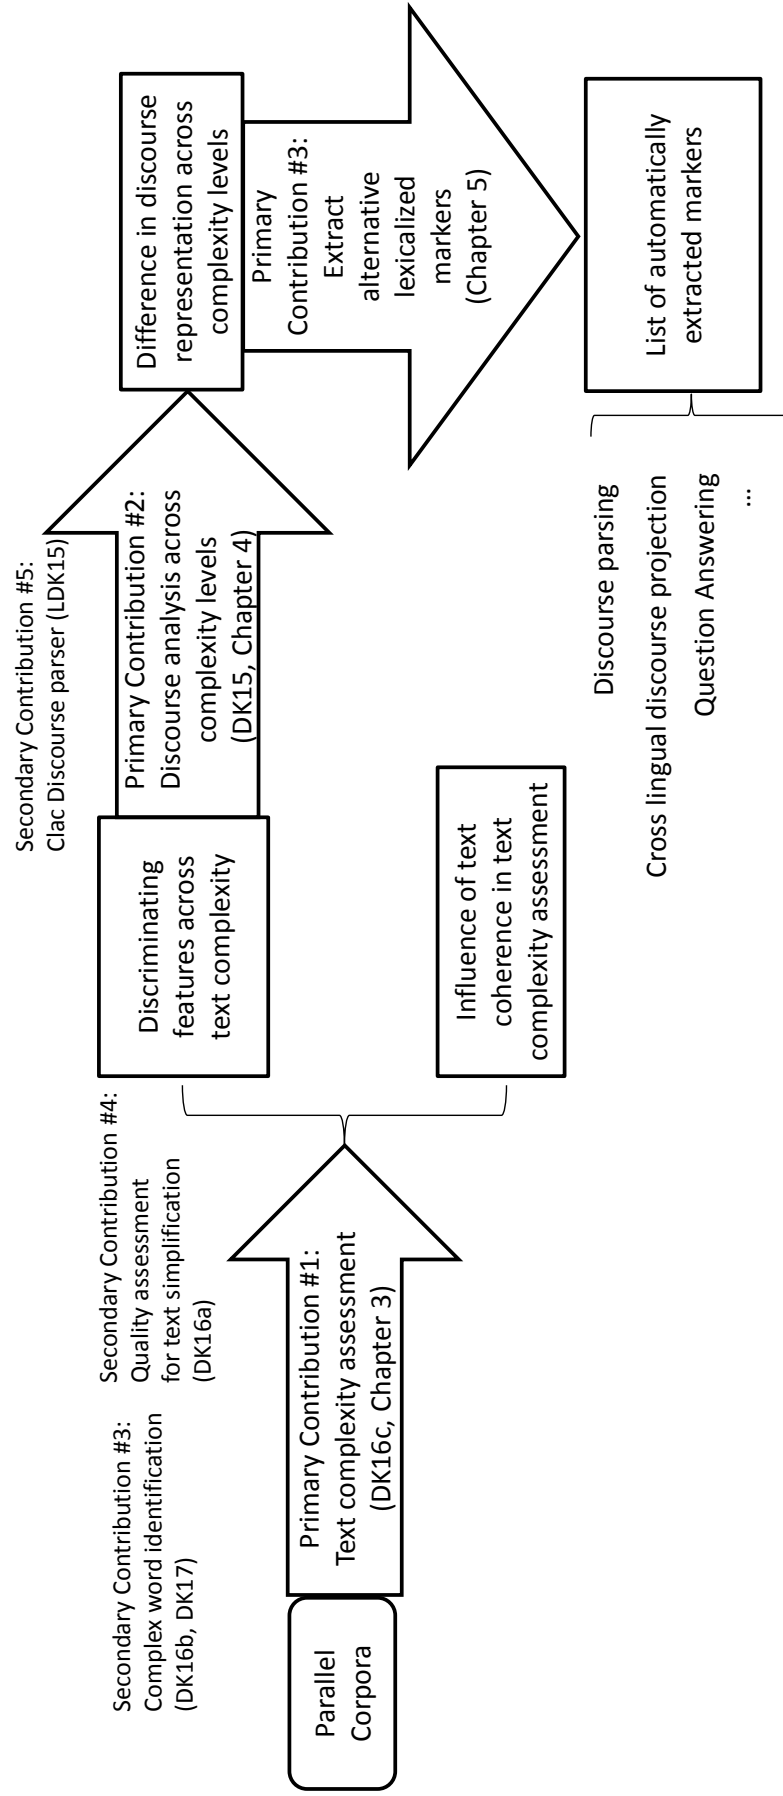 Secondary Contribution #3:
Complex word identification
(DK16b, DK17)
Secondary Contribution #4:
Quality assessment
for text simplification
(DK16a)
Secondary Contribution #5:
Clac Discourse parser (LDK15)
Parallel
Corpora
Primary Contribution #1:
Text complexity assessment
(DK16c, Chapter 3)
Discriminating
features across
text complexity
Influence of text
coherence in text
complexity assessment
Primary Contribution #2:
Discourse analysis across
complexity levels
(DK15, Chapter 4)
Difference in discourse
representation across
complexity levels
Primary
Contribution #3:
Extract
alternative
lexicalized
markers
(Chapter 5)
List of automatically
extracted markers
Discourse parsing
Cross lingual discourse projection
Question Answering
...